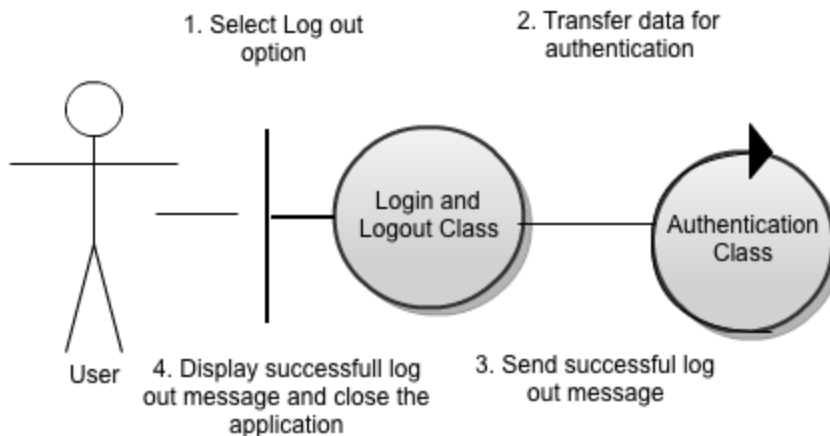 1. Select Log out
option
2. Transfer data for
authentication
Login and
Logout Class
Authentication
Class
User
4. Display successfull log
out message and close the
application
3. Send successful log
out message